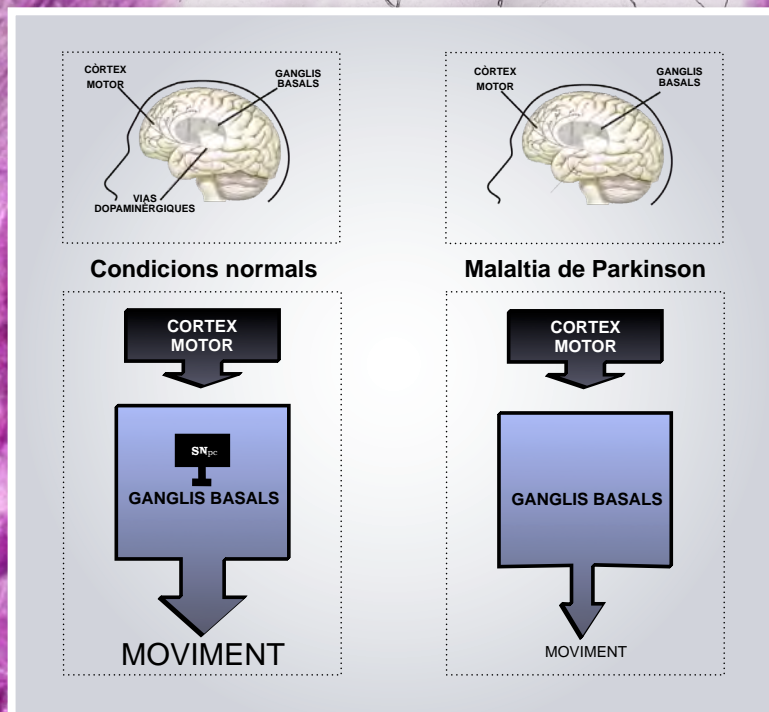 CÒRTEX
MOTOR
GANGLIS
BASALS
VIAS
DOPAMINÈRGIQUES
CÒRTEX
MOTOR
GANGLIS
BASALS
Condicions normals
Malaltia de Parkinson
CORTEX
MOTOR
SNpc
GANGLIS BASALS
MOVIMENT
CORTEX
MOTOR
GANGLIS BASALS
MOVIMENT